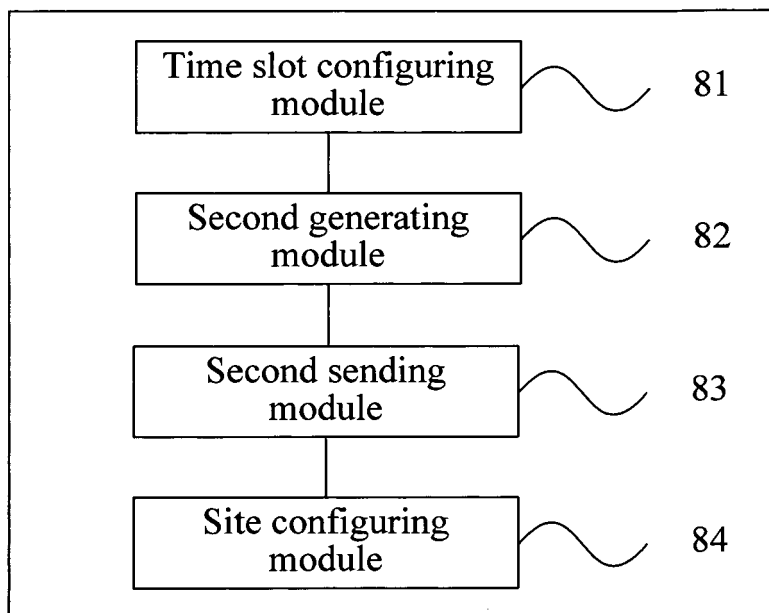 Time slot configuring
module
81
Second generating
module
82
Second sending
module
83
Site configuring
module
84